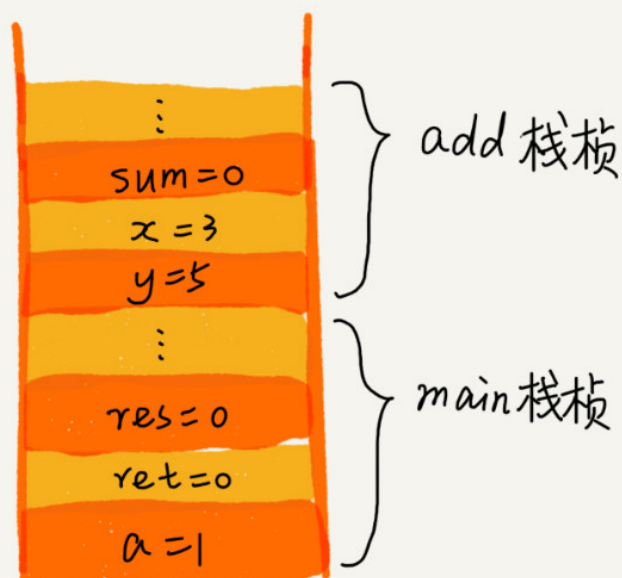 ⋮
sum=0
x=3
y=5
add 栈桢
⋮
res=0
ret=0
a=1
main栈桢